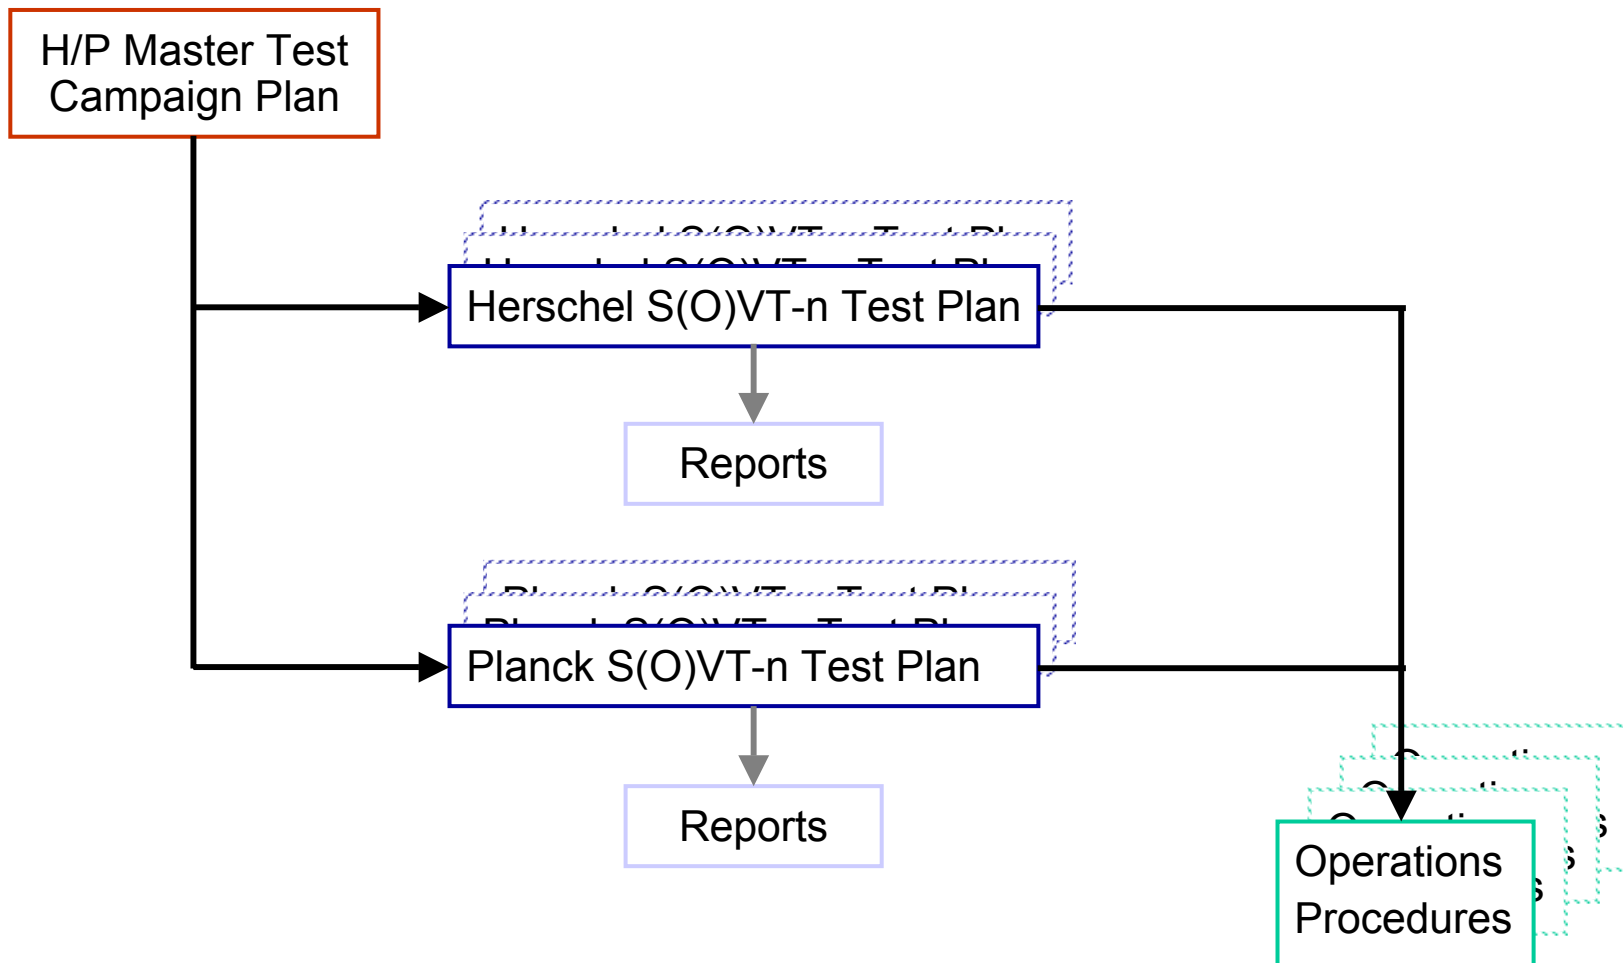 H/P Master Test
Campaign Plan
Herschel S(O)VT-n Test Plan
Reports
Planck S(O)VT-n Test Plan
Reports
Operations
Procedures